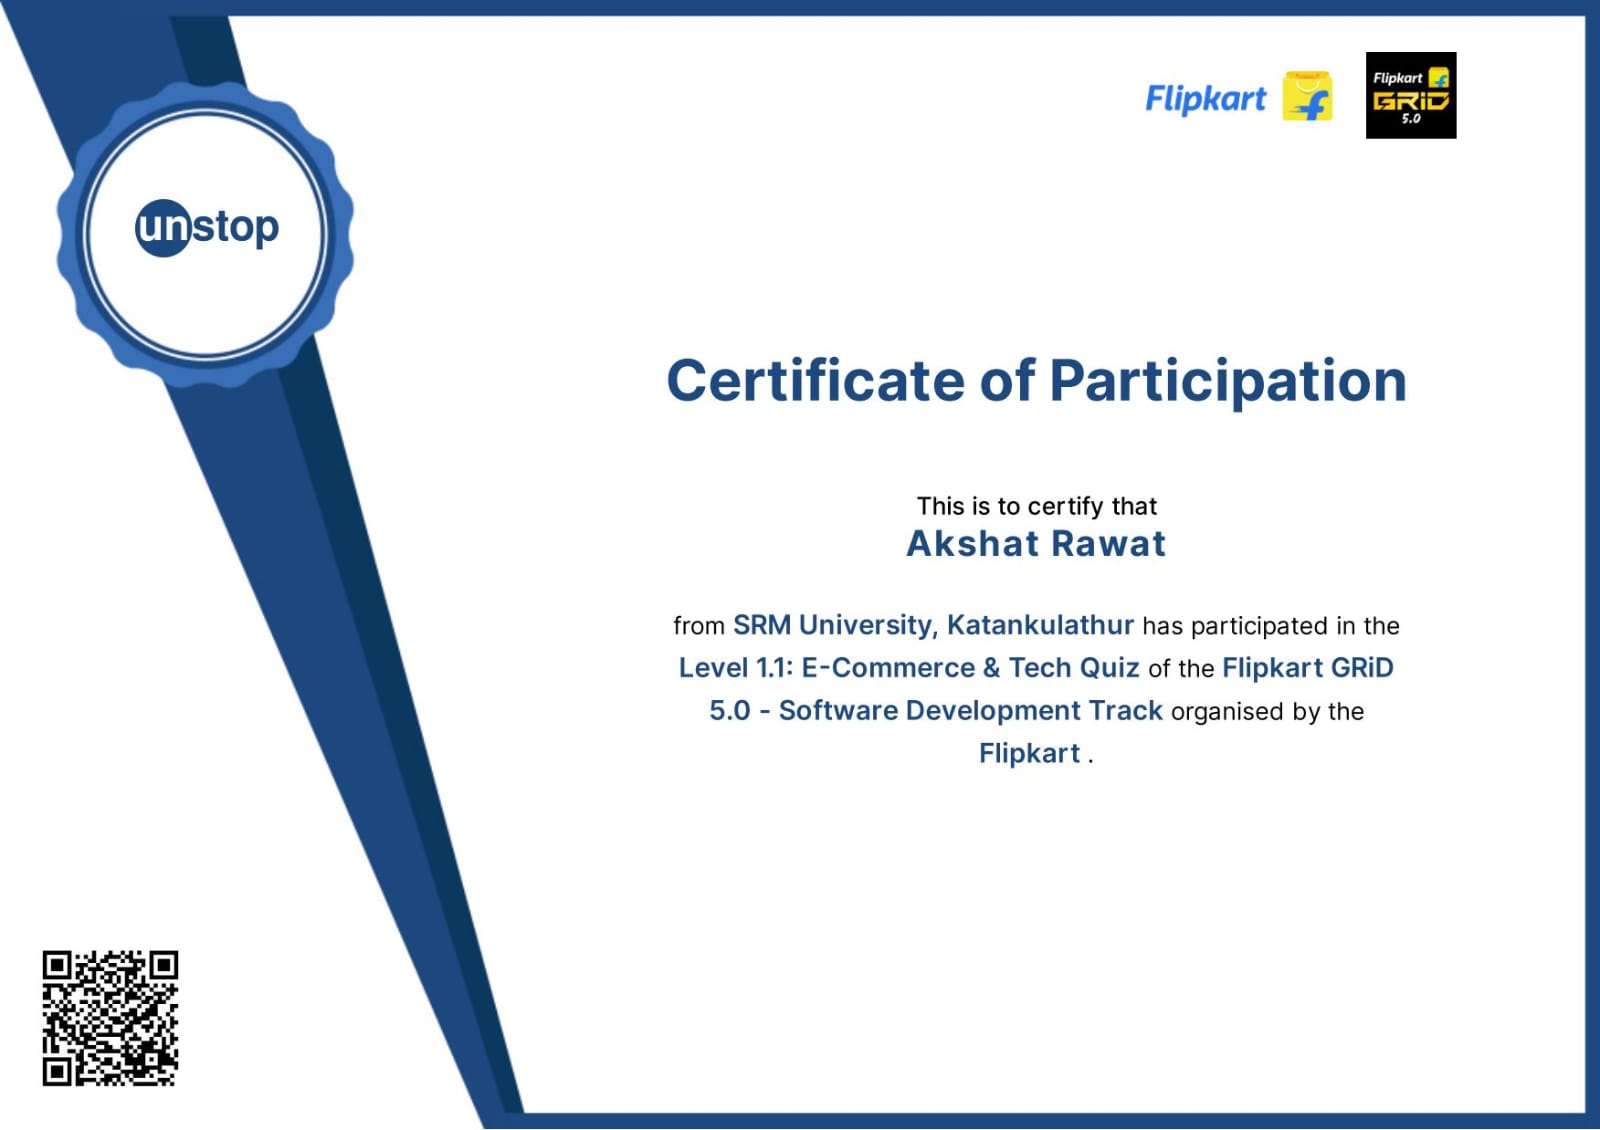 Flipkart
Flipkart
GRiD
5.0
unstop
Certificate of Participation
This is to certify that
Akshat Rawat
from SRM University, Katankulathur has participated in the
Level 1.1: E-Commerce & Tech Quiz of the Flipkart GRiD
5.0 - Software Development Track organised by the
Flipkart .